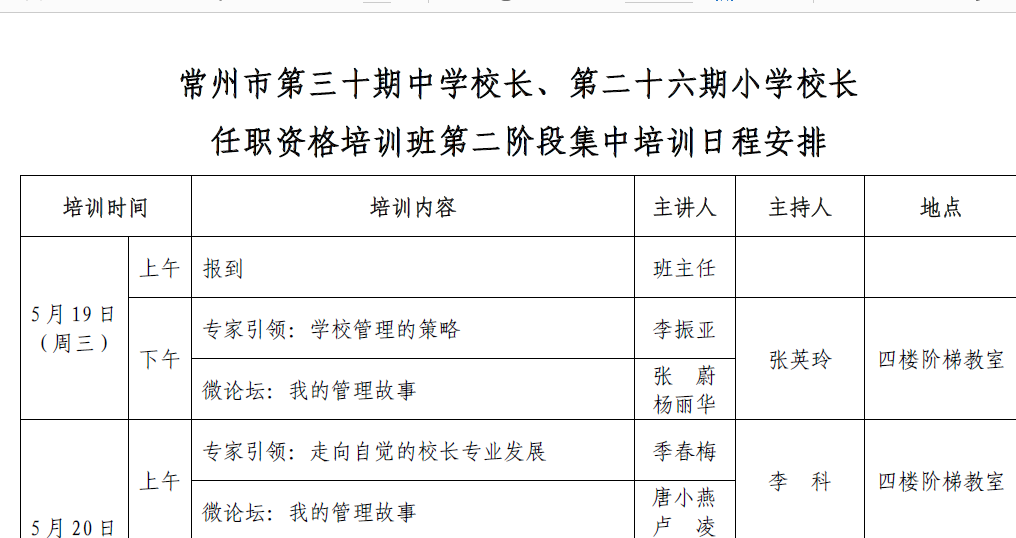 常州市第三十期中学校长、第二十六期小学校长
任职资格培训班第二阶段集中培训日程安排
培训时间 培训内容 主讲人 主持人 地点
5月19日
（周三）
上午 报到 班主任
下午
专家引领：学校管理的策略 李振亚
微论坛：我的管理故事 张 蔚
杨丽华
张英玲 四楼阶梯教室
5月20日
上午
专家引领：走向自觉的校长专业发展 季春梅
微论坛：我的管理故事 唐小燕
卢 凌
李 科 四楼阶梯教室